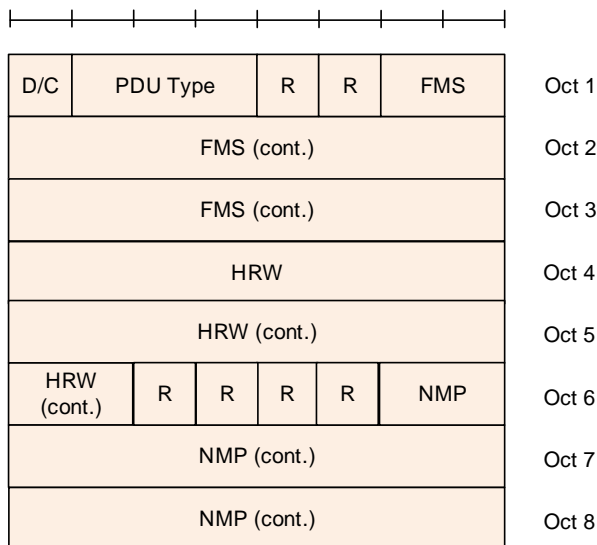 D/C PDU Type R R FMS Oct 1
FMS (cont.) Oct 2
FMS (cont.) Oct 3
HRW Oct 4
HRW (cont.) Oct 5
HRW (cont.) R R R R NMP Oct 6
NMP (cont.) Oct 7
NMP (cont.) Oct 8